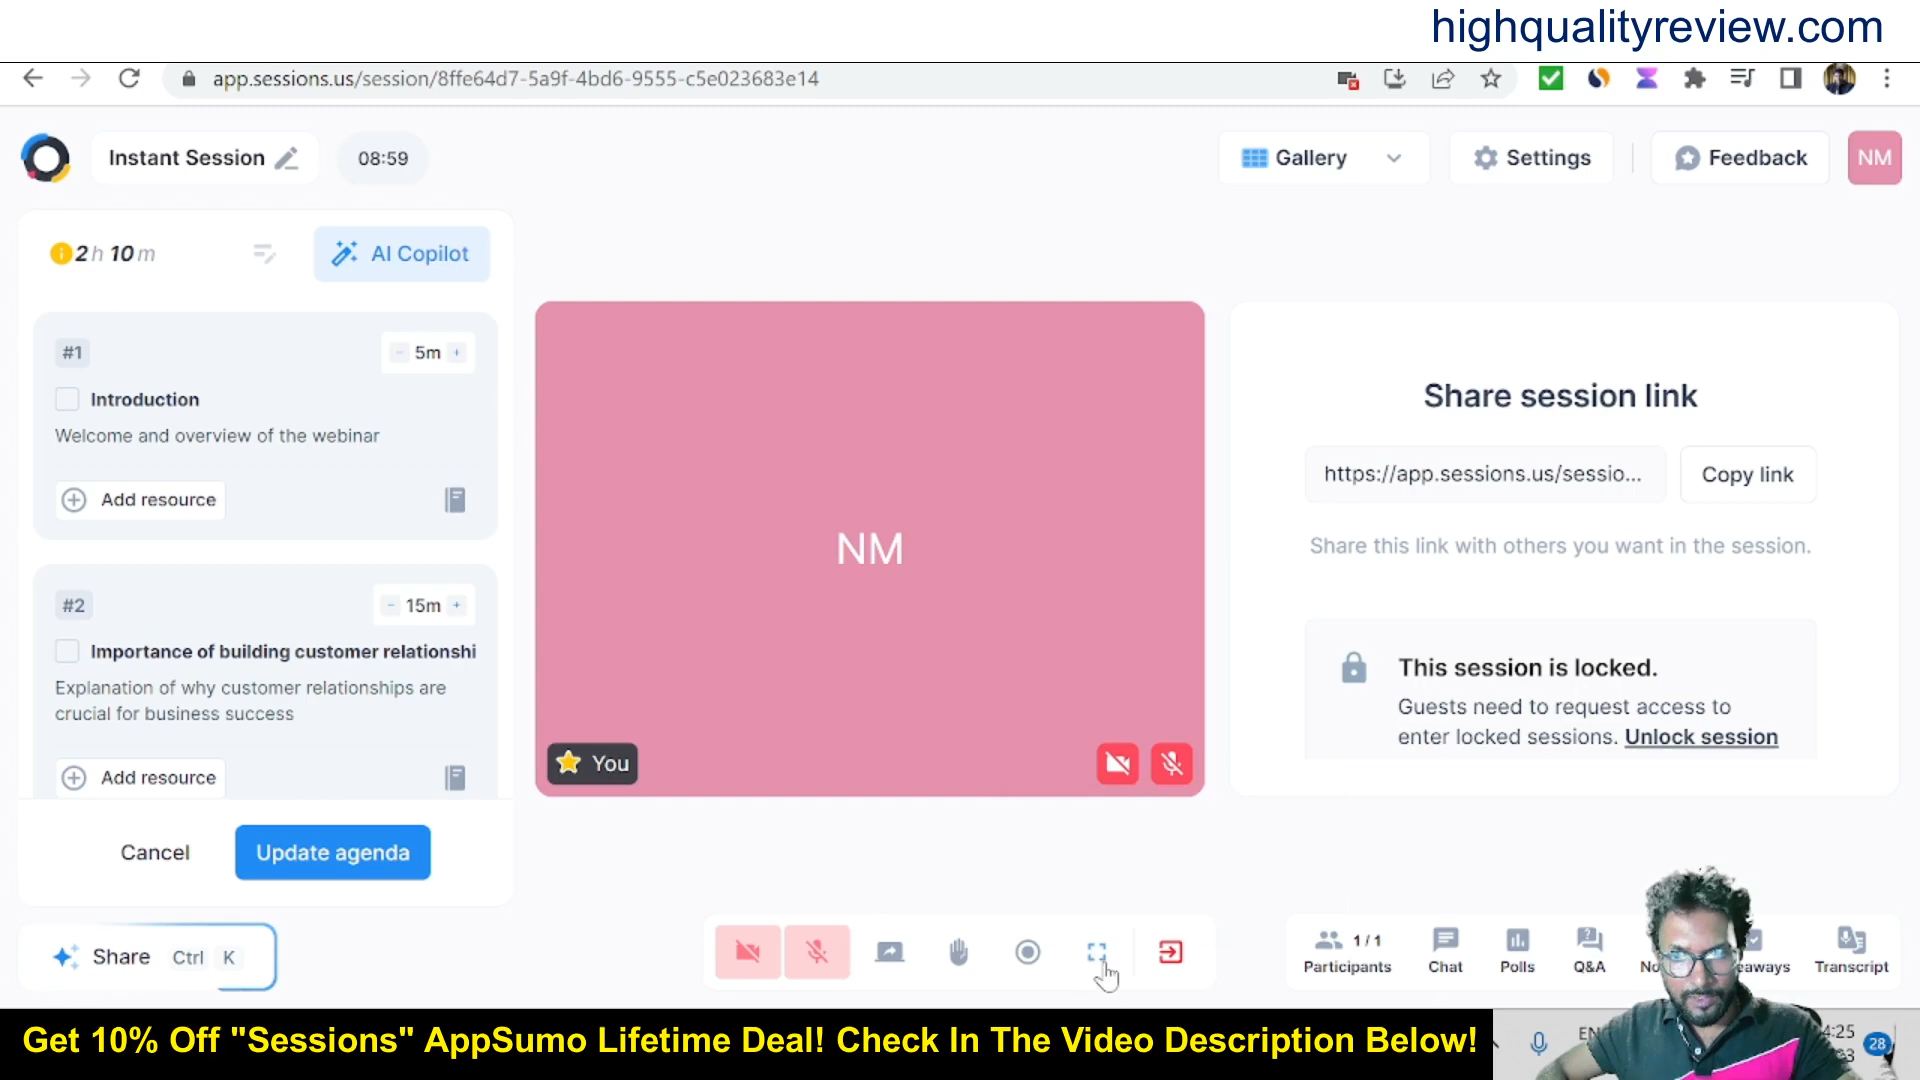 highqualityreview.com
app.sessions.us/session/8ffe64d7-5a9f-4bd6-9555-c5e023683e14
Instant Session
08:59
Gallery
Settings
Feedback
NM
2 h 10 m
AI Copilot
#1
- 5m +
Introduction
Welcome and overview of the webinar
Add resource
#2
- 15m +
Importance of building customer relationshi
Explanation of why customer relationships are
crucial for business success
Add resource
Cancel
Update agenda
Share Ctrl K
NM
You
Share session link
https://app.sessions.us/sessio...
Copy link
Share this link with others you want in the session.
This session is locked.
Guests need to request access to
enter locked sessions. Unlock session
1 / 1
Participants
Chat
Polls
Q&A
Transcript
Get 10% Off "Sessions" AppSumo Lifetime Deal! Check In The Video Description Below!
28